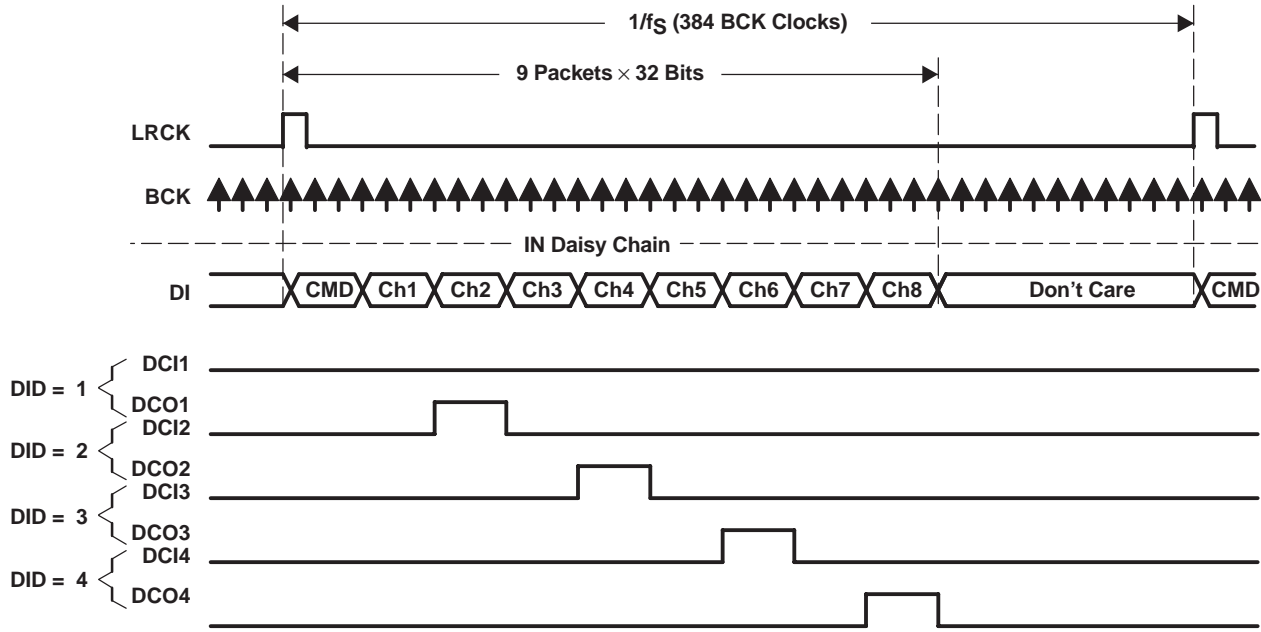 1/fS (384 BCK Clocks)
9 Packets × 32 Bits
LRCK
BCK
IN Daisy Chain
DI CMD Ch1 Ch2 Ch3 Ch4 Ch5 Ch6 Ch7 Ch8 Don't Care CMD
DCI1
DID = 1
DCO1
DCI2
DID = 2
DCO2
DCI3
DID = 3
DCO3
DCI4
DID = 4
DCO4